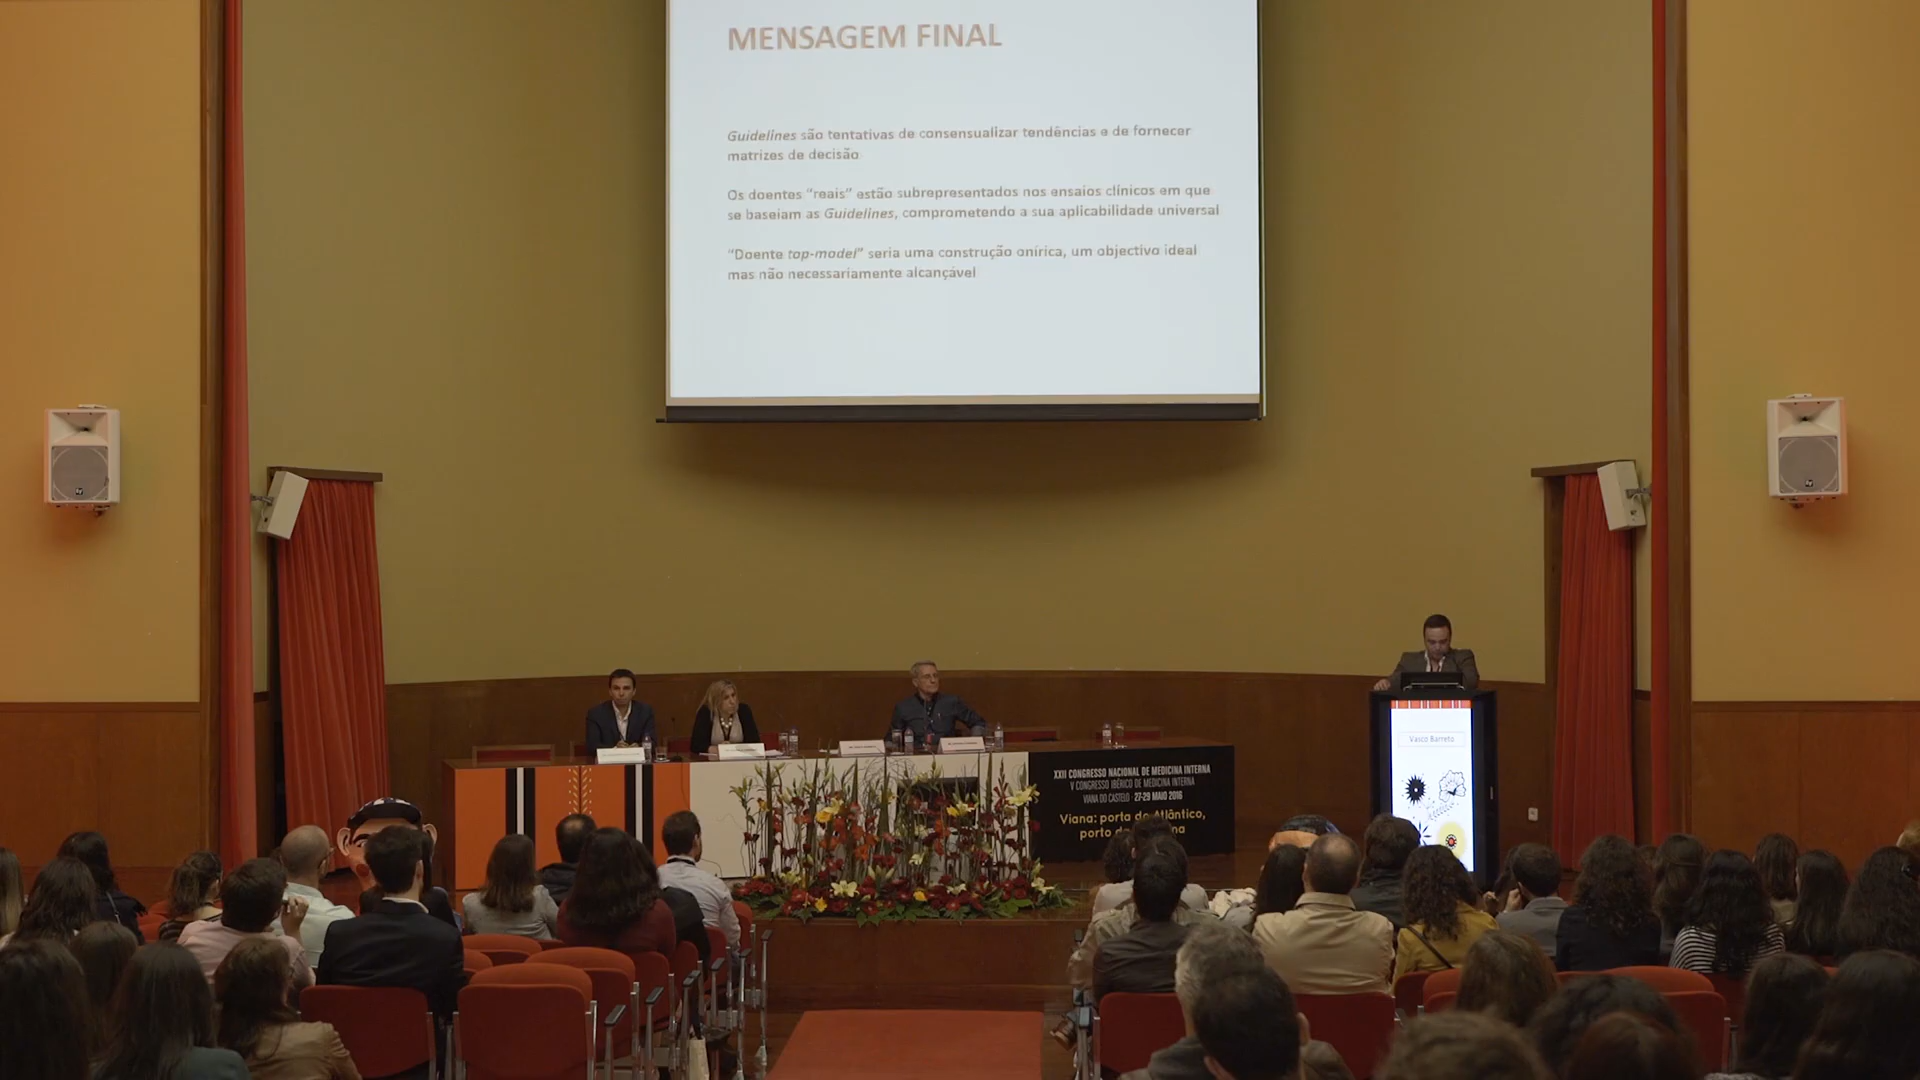 MENSAGEM FINAL
Guidelines são tentativas de consensualizar tendências e de fornecer
matrizes de decisão
Os doentes “reais” estão subrepresentados nos ensaios clínicos em que
se baseiam as Guidelines, comprometendo a sua aplicabilidade universal
“Doente top-model” seria uma construção onírica, um objectivo ideal
mas não necessariamente alcançável
Vasco Barreto
XXII CONGRESSO NACIONAL DE MEDICINA INTERNA
V CONGRESSO IBÉRICO DE MEDICINA INTERNA
VIANA DO CASTELO · 27-29 MAIO 2016
Viana: porta do Atlântico,
porto